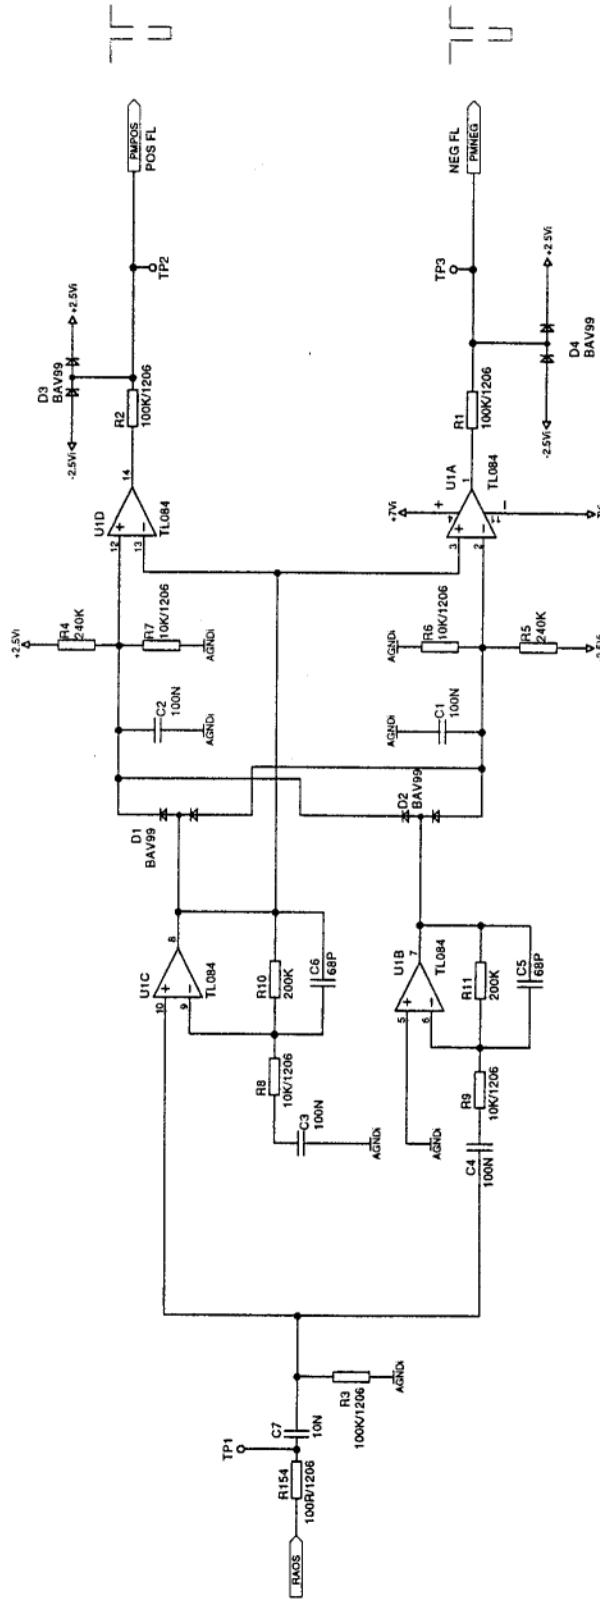 RAOS
R154
100R/1206
TP1
C7
10N
R3
100K/1206
AGNDi
U1C
10
9
8
TL084
R8
10K/1206
C3
100N
AGNDi
R10
200K
C6
68P
D1
BAV99
U1B
5
6
7
TL084
AGNDi
C4
100N
R9
10K/1206
R11
200K
C5
68P
D2
BAV99
C2
100N
AGNDi
+2.5Vi
R4
240K
R7
10K/1206
AGNDi
AGNDi
C1
100N
AGNDi
R6
10K/1206
R5
240K
U1D
12
13
14
TL084
R2
100K/1206
D3
BAV99
-2.5Vi
+2.5Vi
TP2
PMPOS
POS FL
+7Vi
U1A
3
2
1
4
11
TL084
R1
100K/1206
-2.5Vi
+2.5Vi
D4
BAV99
TP3
NEG FL
PMNEG